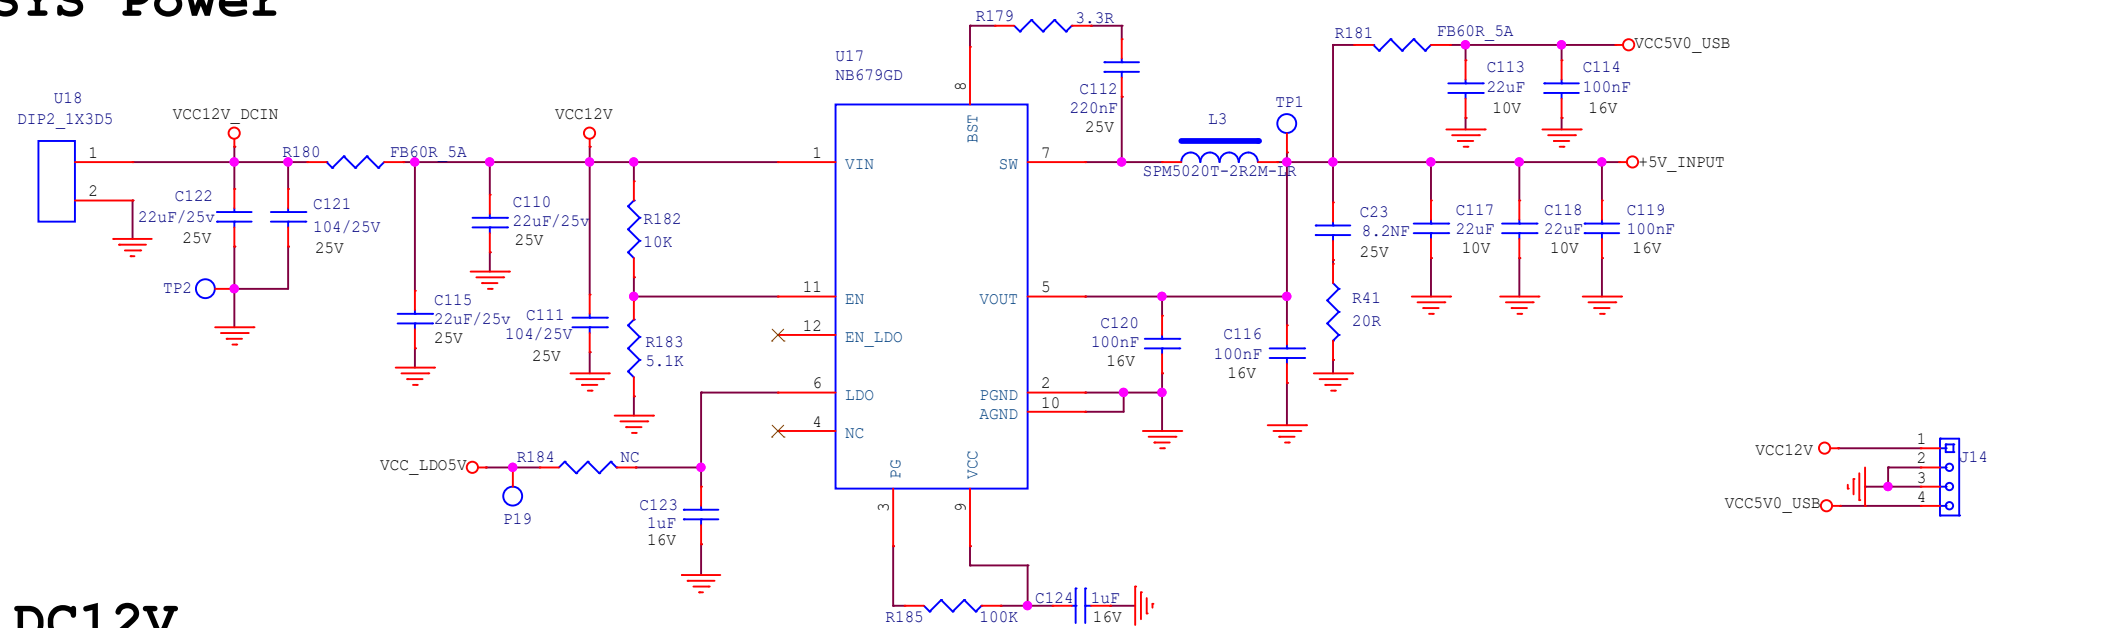 SYS Power
R179
3.3R
R181
FB60R_5A
VCC5V0_USB
U17
NB679GD
C113
22uF
10V
C114
100nF
16V
8
C112
220nF
25V
TP1
U18
DIP2_1X3D5
VCC12V_DCIN
VCC12V
BST
L3
1
R180
FB60R_5A
1
VIN
SW
7
SPM5020T-2R2M-LR
+5V_INPUT
2
C122
22uF/25v
25V
C121
104/25V
25V
C110
22uF/25v
25V
R182
10K
C23
8.2NF
25V
C117
22uF
10V
C118
22uF
10V
C119
100nF
16V
TP2
11
EN
VOUT
5
C115
22uF/25v
25V
C111
104/25V
25V
12
EN_LDO
R183
5.1K
C120
100nF
16V
C116
100nF
16V
R41
20R
6
LDO
PGND
2
AGND
10
4
NC
VCC_LDO5V
R184
NC
P19
PG
VCC
3
9
C123
1uF
16V
VCC12V
1
2
3
4
J14
VCC5V0_USB
R185
100K
C124
1uF
16V
DC12V